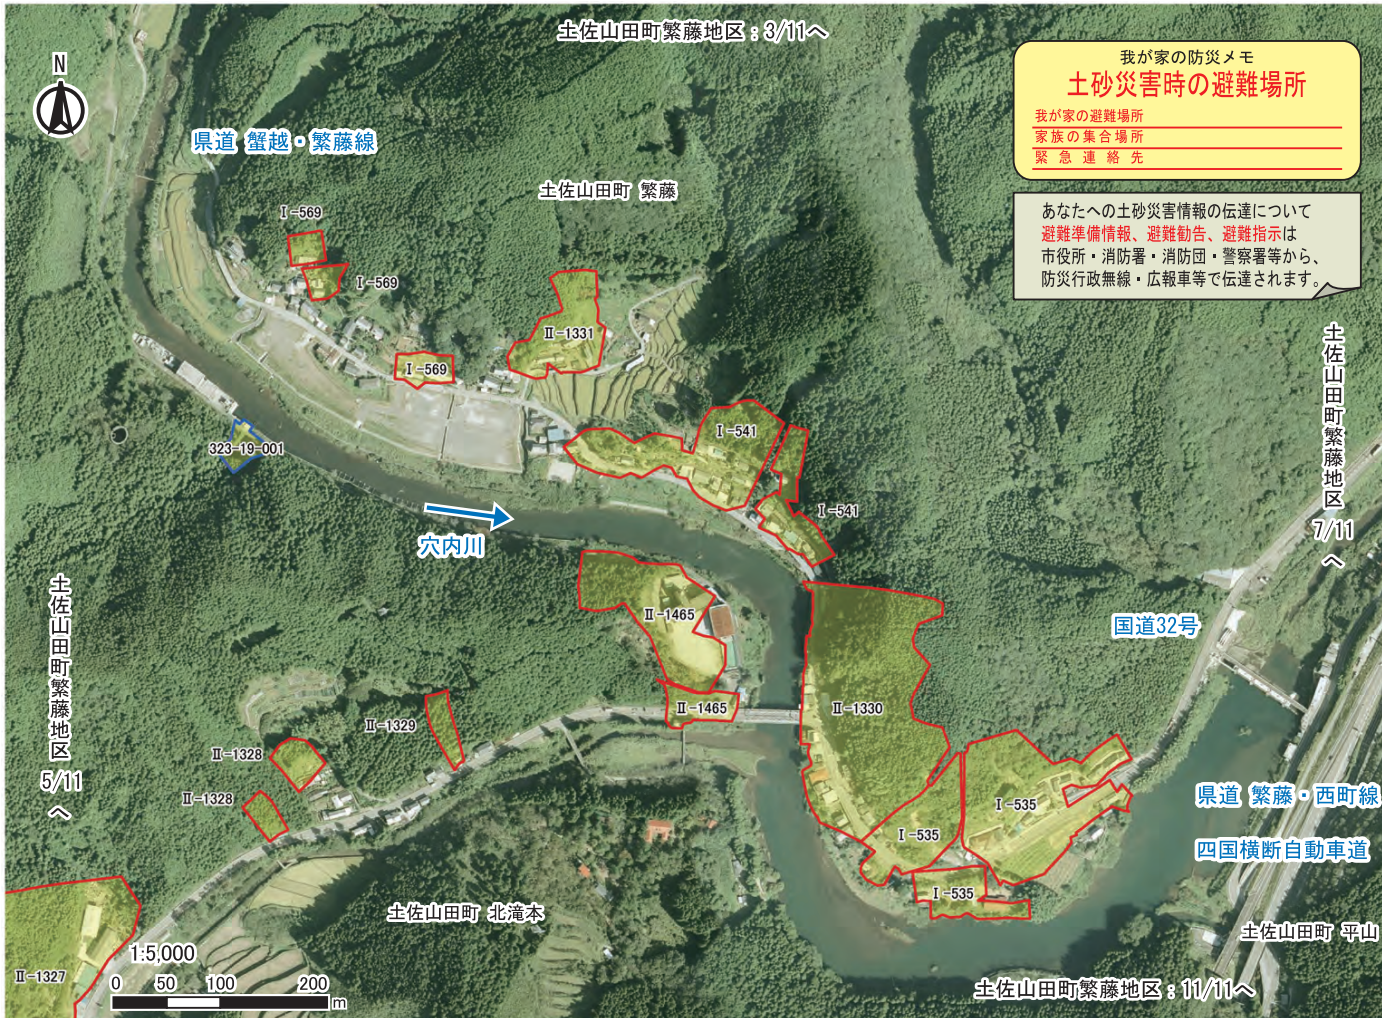 土佐山田町繁藤地区：3/11へ
N
県道 蟹越・繁藤線
土佐山田町 繁藤
我が家の防災メモ
土砂災害時の避難場所
我が家の避難場所
家族の集合場所
緊急連絡先
あなたへの土砂災害情報の伝達について
避難準備情報、避難勧告、避難指示は
市役所・消防署・消防団・警察署等から、
防災行政無線・広報車等で伝達されます。
Ⅰ-569
Ⅰ-569
Ⅰ-569
Ⅱ-1331
Ⅰ-541
Ⅰ-541
323-19-001
穴内川
土佐山田町繁藤地区 7/11 へ
土佐山田町繁藤地区 5/11 へ
国道32号
Ⅱ-1465
Ⅱ-1465
Ⅱ-1330
Ⅱ-1329
Ⅱ-1328
Ⅱ-1328
Ⅰ-535
Ⅰ-535
Ⅰ-535
県道 繁藤・西町線
四国横断自動車道
土佐山田町 北滝本
土佐山田町 平山
Ⅱ-1327
1:5,000
0 50 100 200
m
土佐山田町繁藤地区：11/11へ